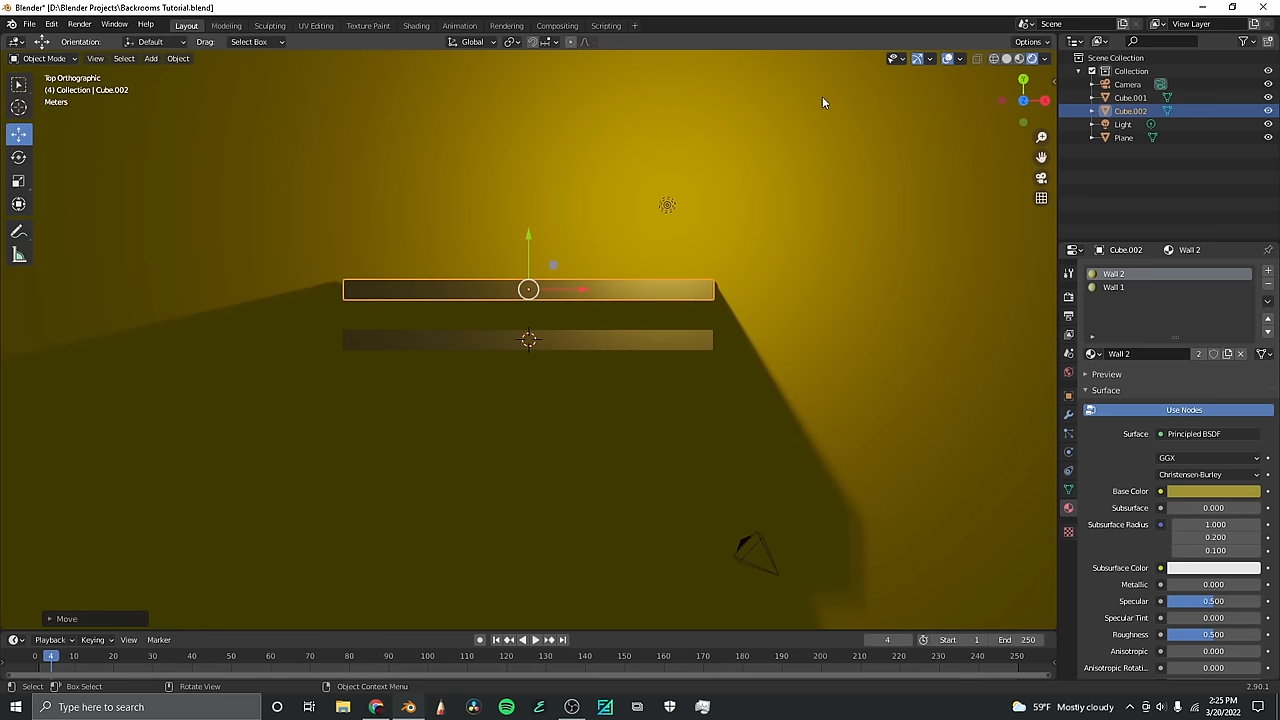 Blender* [D:\Blender Projects\Backrooms Tutorial.blend]
File Edit Render Window Help Layout Modeling Sculpting UV Editing Texture Paint Shading Animation Rendering Compositing Scripting + Scene View Layer
Orientation: Default Drag: Select Box Global Options
Object Mode View Select Add Object
Top Orthographic
(4) Collection | Cube.002
Meters
Y
Z X
Scene Collection
Collection
Camera
Cube.001
Cube.002
Light
Plane
Cube.002 Wall 2
Wall 2
Wall 1
Wall 2 2
Preview
Surface
Use Nodes
Surface Principled BSDF
GGX
Christensen-Burley
Base Color
Subsurface 0.000
Subsurface Radius 1.000
0.200
0.100
Subsurface Color
Metallic 0.000
Specular 0.500
Specular Tint 0.000
Roughness 0.500
Anisotropic 0.000
Anisotropic Rotati... 0.000
Move
Playback Keying View Marker 4 Start 1 End 250
0 4 10 20 30 40 50 60 70 80 90 100 110 120 130 140 150 160 170 180 190 200 210 220 230 240 250
Select Box Select Rotate View Object Context Menu 2.90.1
Type here to search
59°F Mostly cloudy
2:25 PM
3/20/2022